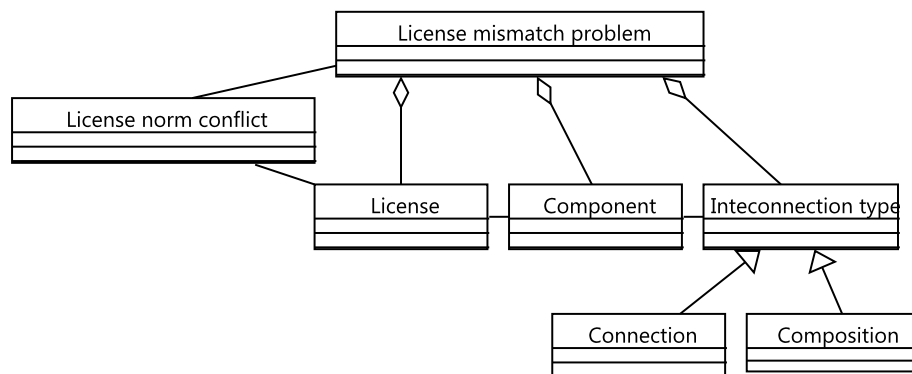 License mismatch problem
License norm conflict
License
Component
Inteconnection type
Connection
Composition